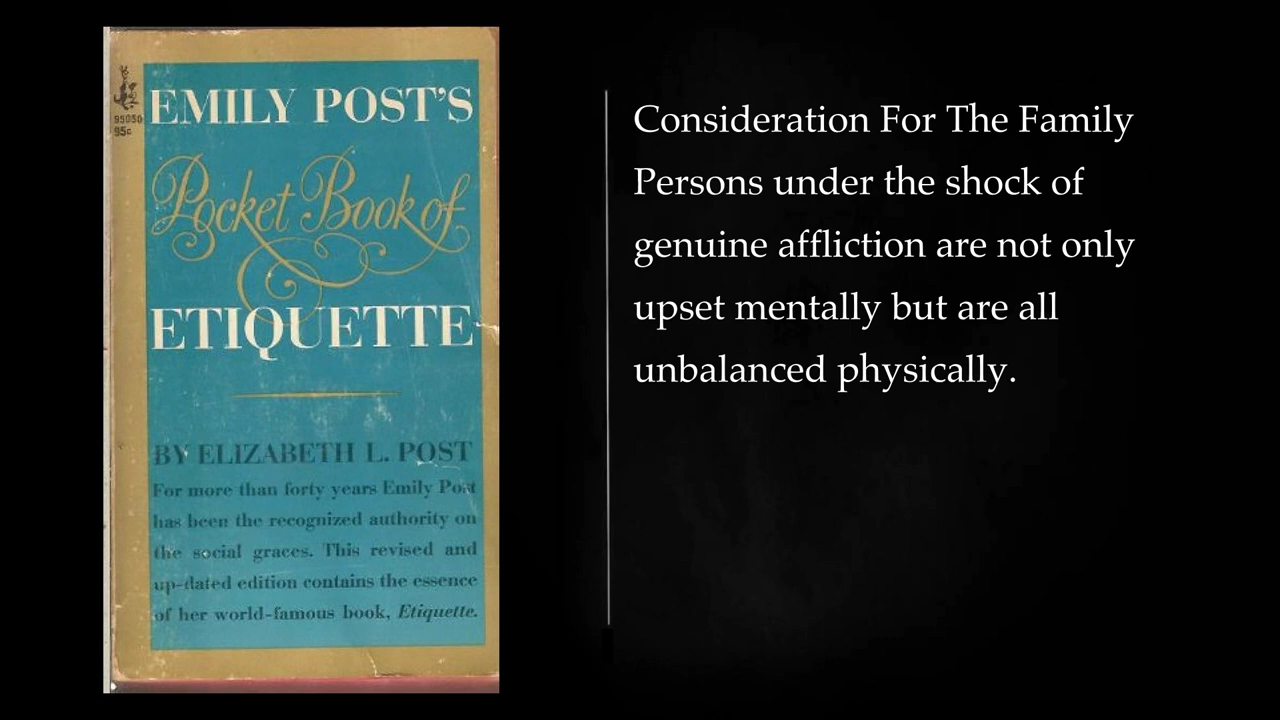 95050
95c
EMILY POST'S
Pocket Book of
ETIQUETTE
BY ELIZABETH L. POST
For more than forty years Emily Post
has been the recognized authority on
the social graces. This revised and
up-dated edition contains the essence
of her world-famous book, Etiquette.
Consideration For The Family
Persons under the shock of
genuine affliction are not only
upset mentally but are all
unbalanced physically.